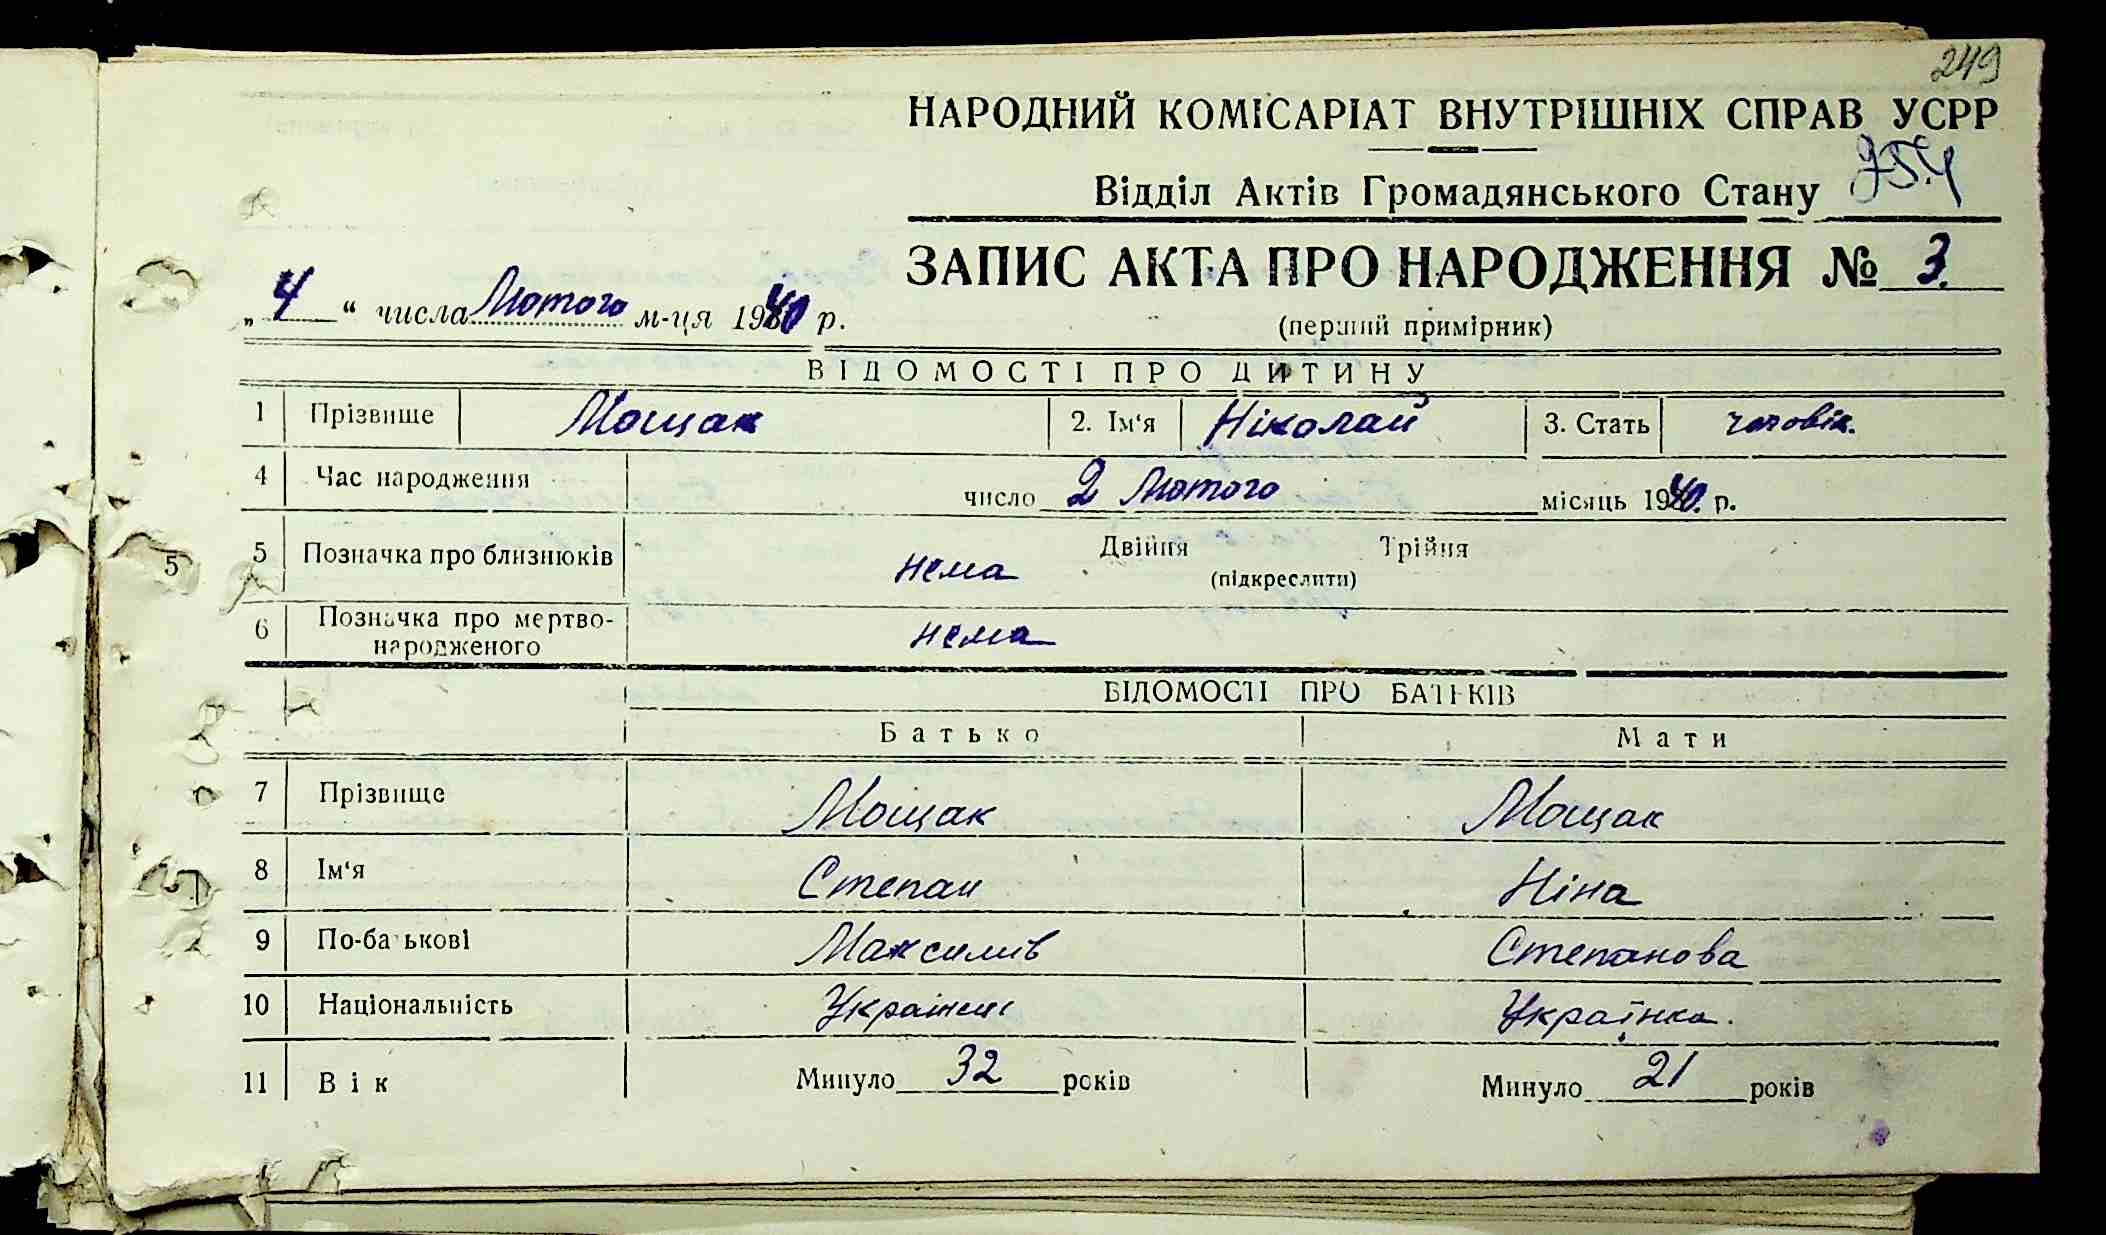 249
НАРОДНИЙ КОМІСАРІАТ ВНУТРІШНІХ СПРАВ УСРР
Відділ Актів Громадянського Стану
ЗАПИС АКТА ПРО НАРОДЖЕННЯ № 3.
„4“ числа Лютого м-ця 1940 р.
(перший примірник)
ВІДОМОСТІ ПРО ДИТИНУ
1 Прізвище Мощак 2. Ім‘я Ніколай 3. Стать чоловік.
4 Час народження число 2 Лютого місяць 1940. р.
5 5 Позначка про близнюків нема Двійня Трійня
(підкреслити)
6 Позначка про мертво-
народженого нема
ВІДОМОСТІ ПРО БАТЬКІВ
Батько Мати
7 Прізвище Мощак Мощак
8 Ім‘я Степан Ніна
9 По-батькові Максимів Степанова
10 Національність Українець Українка.
11 Вік Минуло 32 років Минуло 21 років